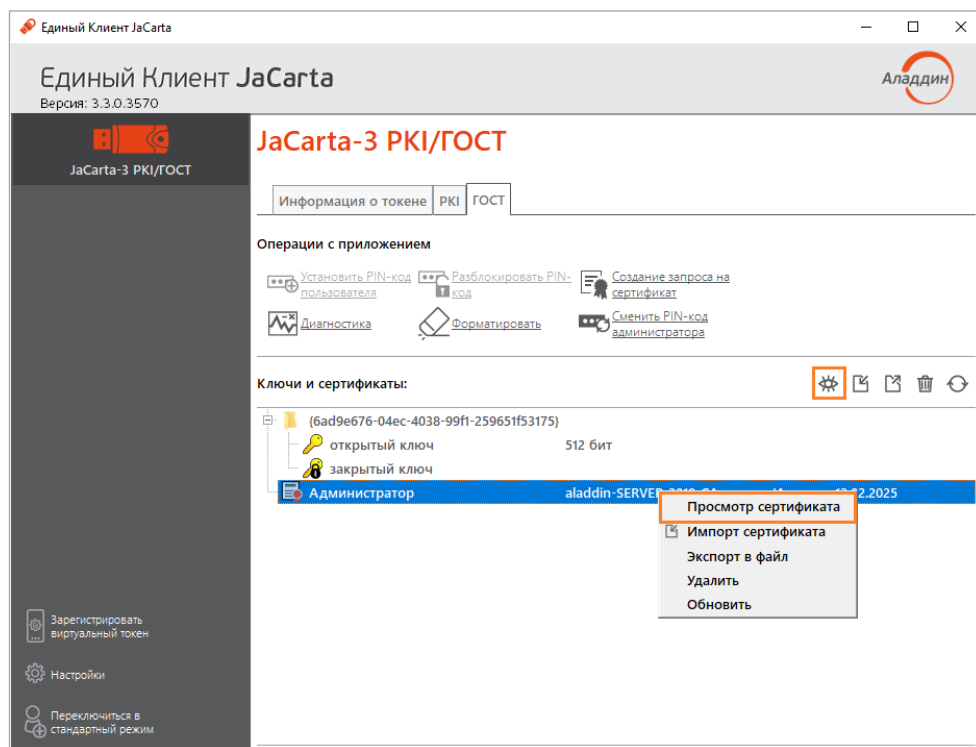 Единый Клиент JaCarta
Единый Клиент JaCarta
Версия: 3.3.0.3570
Аладдин
JaCarta-3 PKI/ГОСТ
JaCarta-3 PKI/ГОСТ
Информация о токене PKI ГОСТ
Операции с приложением
Установить PIN-код
пользователя
Разблокировать PIN-
код
Создание запроса на
сертификат
Диагностика
Форматировать
Сменить PIN-код
администратора
Ключи и сертификаты:
{6ad9e676-04ec-4038-99f1-259651f53175}
открытый ключ 512 бит
закрытый ключ
Администратор
Просмотр сертификата
Импорт сертификата
Экспорт в файл
Удалить
Обновить
Зарегистрировать
виртуальный токен
Настройки
Переключиться в
стандартный режим